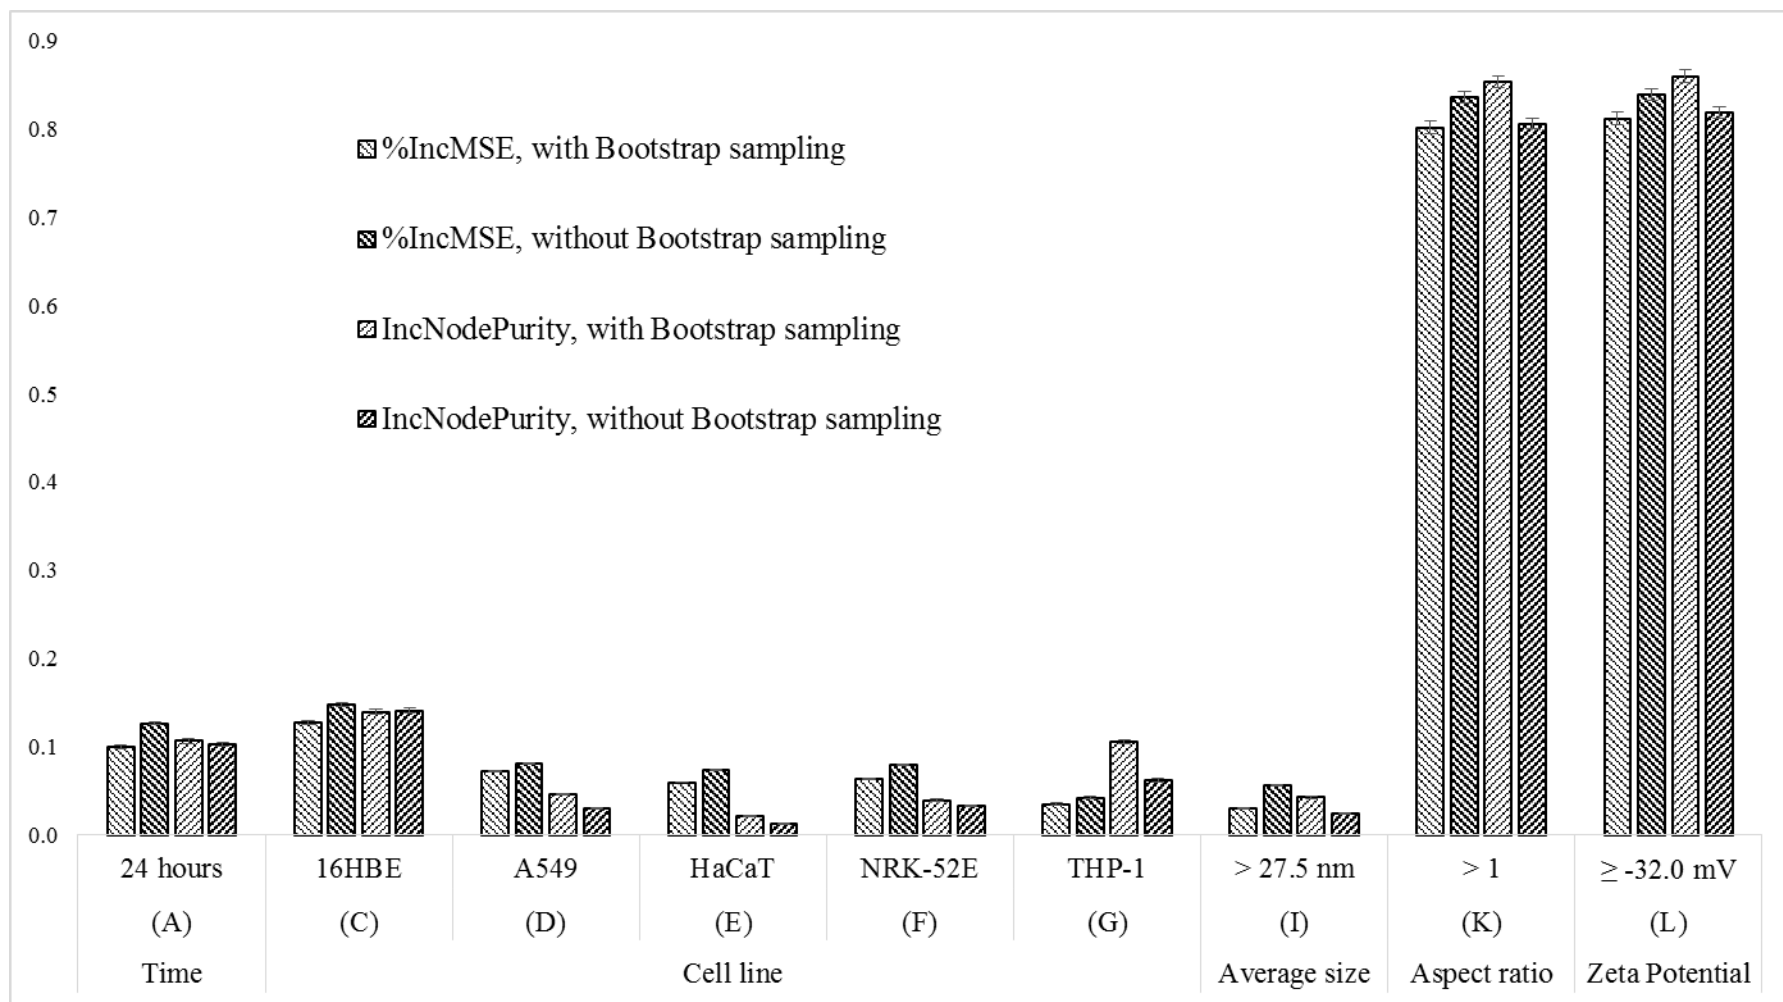 0.9
0.8
0.7
0.6
0.5
0.4
0.3
0.2
0.1
0.0
%IncMSE, with Bootstrap sampling
%IncMSE, without Bootstrap sampling
IncNodePurity, with Bootstrap sampling
IncNodePurity, without Bootstrap sampling
24 hours 16HBE A549 HaCaT NRK-52E THP-1 > 27.5 nm > 1 ≥ -32.0 mV
(A) (C) (D) (E) (F) (G) (I) (K) (L)
Time Cell line Average size Aspect ratio Zeta Potential